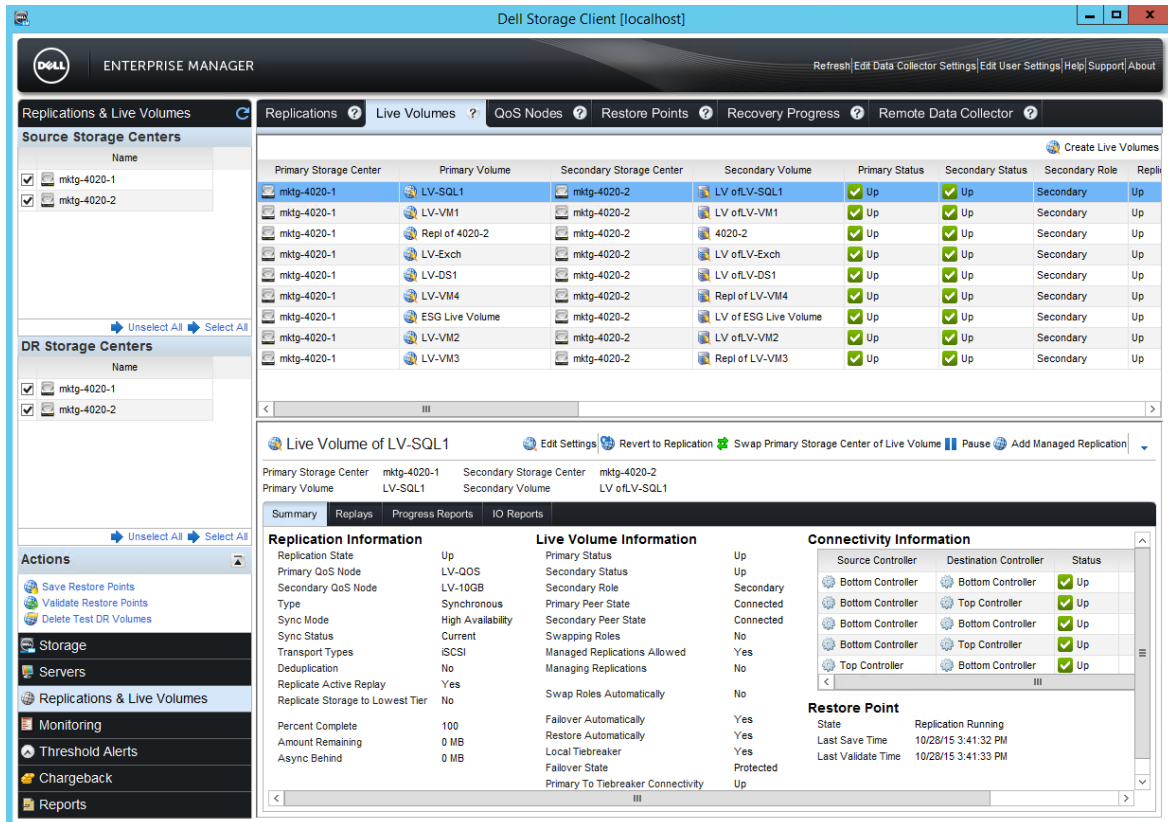 Dell Storage Client [localhost]
DELL ENTERPRISE MANAGER
Refresh|Edit Data Collector Settings|Edit User Settings|Help|Support|About
Replications & Live Volumes
Source Storage Centers
Name
mktg-4020-1
mktg-4020-2
Unselect All Select All
DR Storage Centers
Name
mktg-4020-1
mktg-4020-2
Unselect All Select All
Actions
Save Restore Points
Validate Restore Points
Delete Test DR Volumes
Storage
Servers
Replications & Live Volumes
Monitoring
Threshold Alerts
Chargeback
Reports
Replications ? Live Volumes ? QoS Nodes ? Restore Points ? Recovery Progress ? Remote Data Collector ?
Create Live Volumes
Primary Storage Center Primary Volume Secondary Storage Center Secondary Volume Primary Status Secondary Status Secondary Role Repli
mktg-4020-1 LV-SQL1 mktg-4020-2 LV ofLV-SQL1 Up Up Secondary Up
mktg-4020-1 LV-VM1 mktg-4020-2 LV ofLV-VM1 Up Up Secondary Up
mktg-4020-1 Repl of 4020-2 mktg-4020-2 4020-2 Up Up Secondary Up
mktg-4020-1 LV-Exch mktg-4020-2 LV ofLV-Exch Up Up Secondary Up
mktg-4020-1 LV-DS1 mktg-4020-2 LV ofLV-DS1 Up Up Secondary Up
mktg-4020-1 LV-VM4 mktg-4020-2 Repl of LV-VM4 Up Up Secondary Up
mktg-4020-1 ESG Live Volume mktg-4020-2 LV of ESG Live Volume Up Up Secondary Up
mktg-4020-1 LV-VM2 mktg-4020-2 LV ofLV-VM2 Up Up Secondary Up
mktg-4020-1 LV-VM3 mktg-4020-2 Repl of LV-VM3 Up Up Secondary Up
Live Volume of LV-SQL1
Edit Settings Revert to Replication Swap Primary Storage Center of Live Volume Pause Add Managed Replication
Primary Storage Center mktg-4020-1 Secondary Storage Center mktg-4020-2
Primary Volume LV-SQL1 Secondary Volume LV ofLV-SQL1
Summary Replays Progress Reports IO Reports
Replication Information
Replication State Up
Primary QoS Node LV-QOS
Secondary QoS Node LV-10GB
Type Synchronous
Sync Mode High Availability
Sync Status Current
Transport Types iSCSI
Deduplication No
Replicate Active Replay Yes
Replicate Storage to Lowest Tier No
Percent Complete 100
Amount Remaining 0 MB
Async Behind 0 MB
Live Volume Information
Primary Status Up
Secondary Status Up
Secondary Role Secondary
Primary Peer State Connected
Secondary Peer State Connected
Swapping Roles No
Managed Replications Allowed Yes
Managing Replications No
Swap Roles Automatically No
Failover Automatically Yes
Restore Automatically Yes
Local Tiebreaker Yes
Failover State Protected
Primary To Tiebreaker Connectivity Up
Connectivity Information
Source Controller Destination Controller Status
Bottom Controller Bottom Controller Up
Bottom Controller Top Controller Up
Bottom Controller Bottom Controller Up
Bottom Controller Top Controller Up
Top Controller Bottom Controller Up
Restore Point
State Replication Running
Last Save Time 10/28/15 3:41:32 PM
Last Validate Time 10/28/15 3:41:33 PM